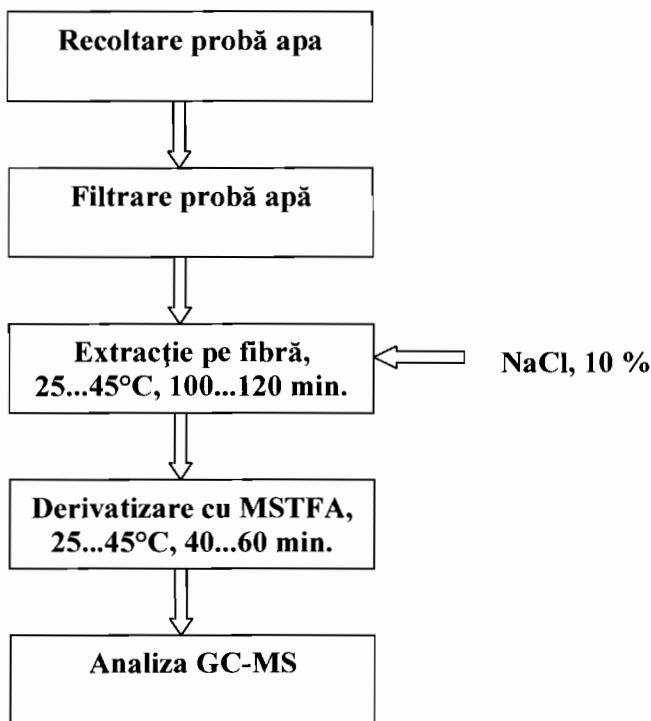 Recoltare probă apa
Filtrare probă apă
Extracţie pe fibră,
25...45°C, 100...120 min.
NaCl, 10 %
Derivatizare cu MSTFA,
25...45°C, 40...60 min.
Analiza GC-MS